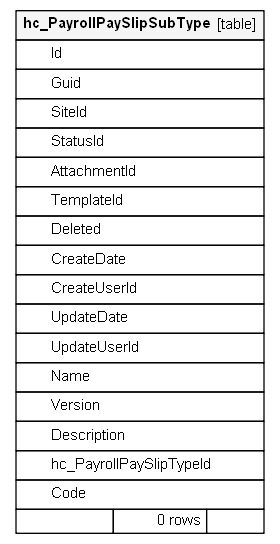 hc_PayrollPaySlipSubType [table]
Id
Guid
SiteId
StatusId
AttachmentId
TemplateId
Deleted
CreateDate
CreateUserId
UpdateDate
UpdateUserId
Name
Version
Description
hc_PayrollPaySlipTypeId
Code
0 rows